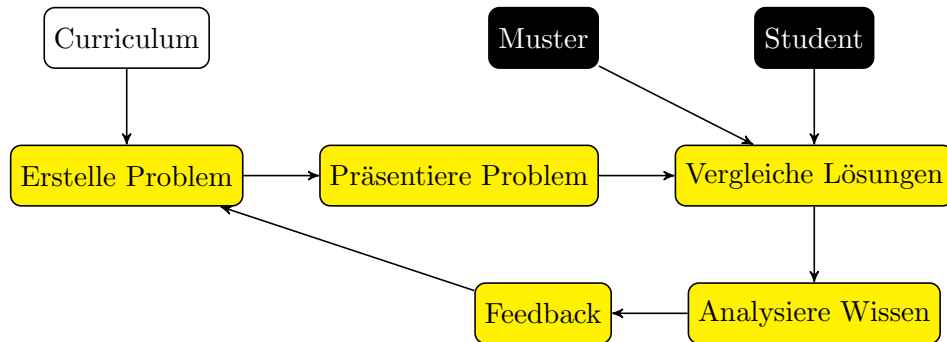 Curriculum
Muster
Student
Erstelle Problem
Präsentiere Problem
Vergleiche Lösungen
Feedback
Analysiere Wissen